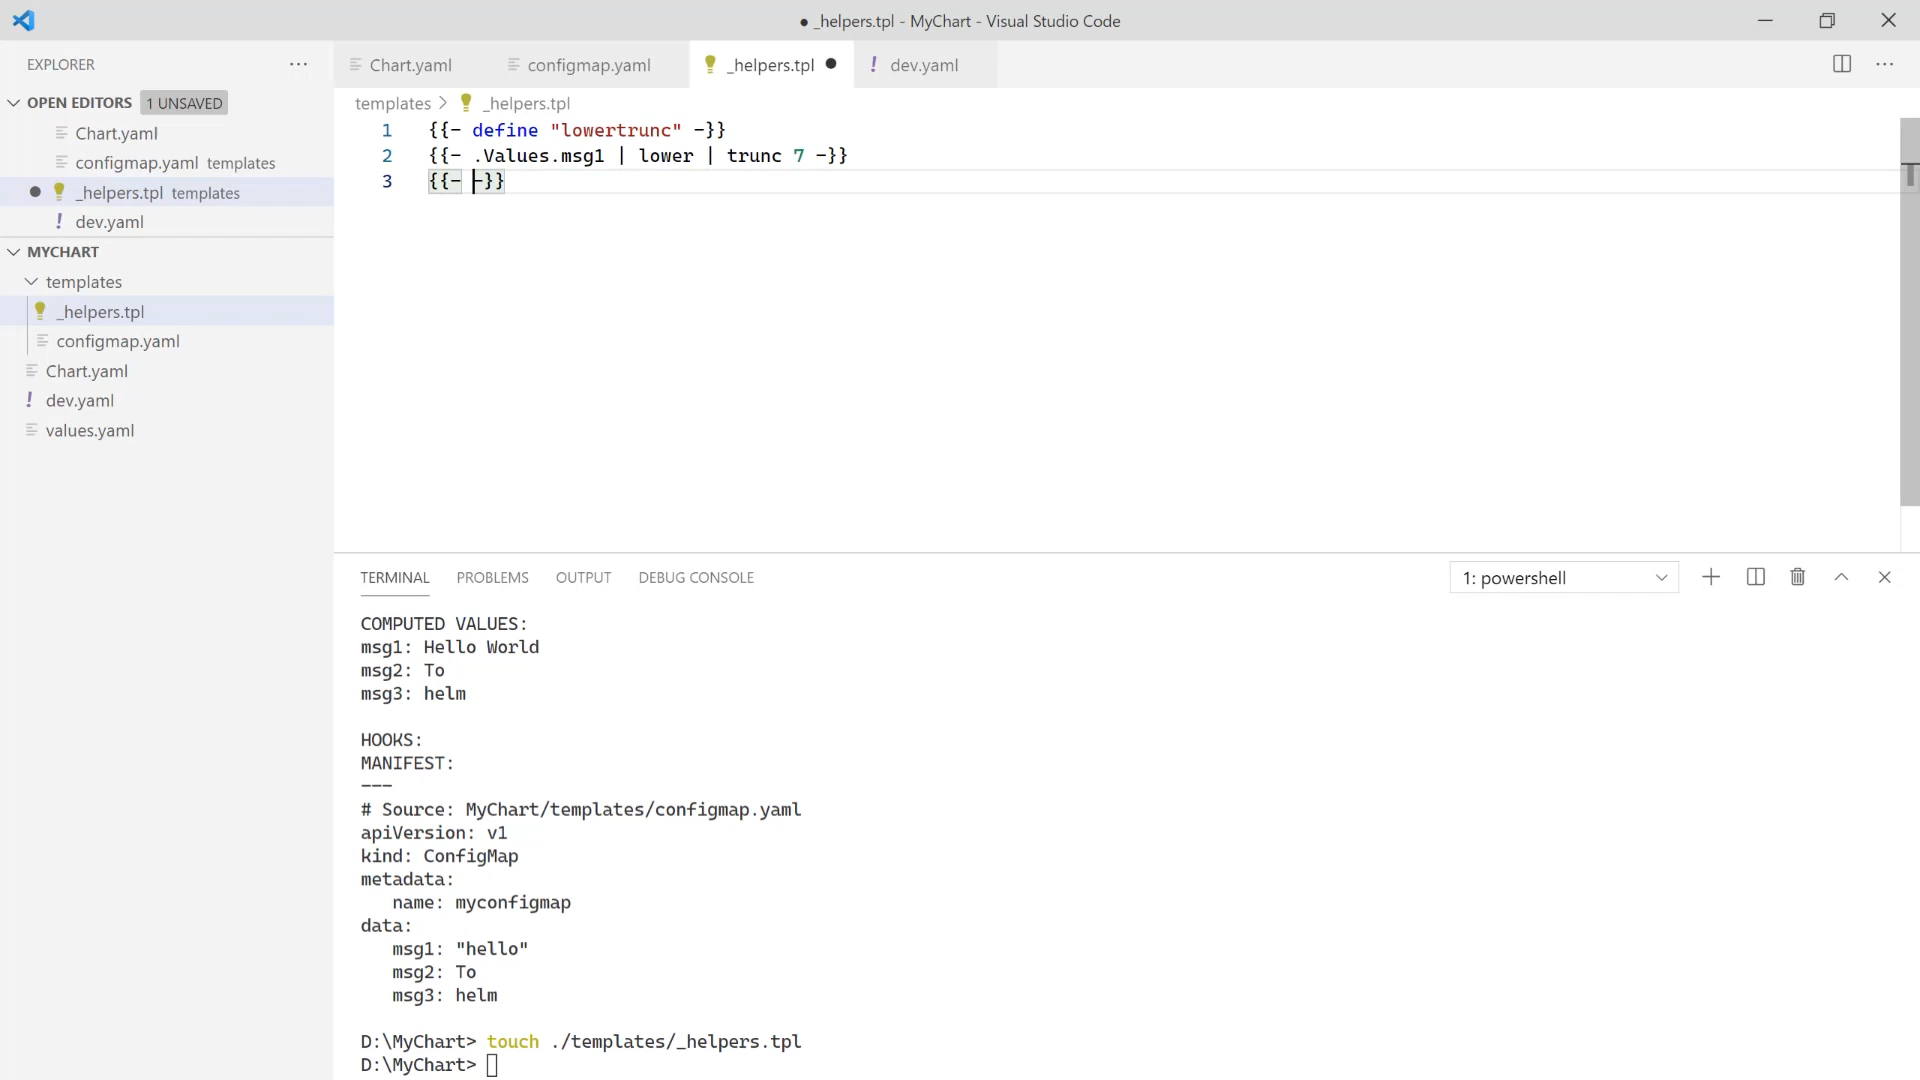 ● _helpers.tpl - MyChart - Visual Studio Code
EXPLORER
OPEN EDITORS 1 UNSAVED
Chart.yaml
configmap.yaml templates
_helpers.tpl templates
! dev.yaml
MYCHART
templates
_helpers.tpl
configmap.yaml
Chart.yaml
! dev.yaml
values.yaml
Chart.yaml
configmap.yaml
_helpers.tpl
! dev.yaml
templates > _helpers.tpl
1 {{- define "lowertrunc" -}}
2 {{- .Values.msg1 | lower | trunc 7 -}}
3 {{- -}}
TERMINAL PROBLEMS OUTPUT DEBUG CONSOLE
1: powershell
COMPUTED VALUES:
msg1: Hello World
msg2: To
msg3: helm
HOOKS:
MANIFEST:
---
# Source: MyChart/templates/configmap.yaml
apiVersion: v1
kind: ConfigMap
metadata:
name: myconfigmap
data:
msg1: "hello"
msg2: To
msg3: helm
D:\MyChart> touch ./templates/_helpers.tpl
D:\MyChart>